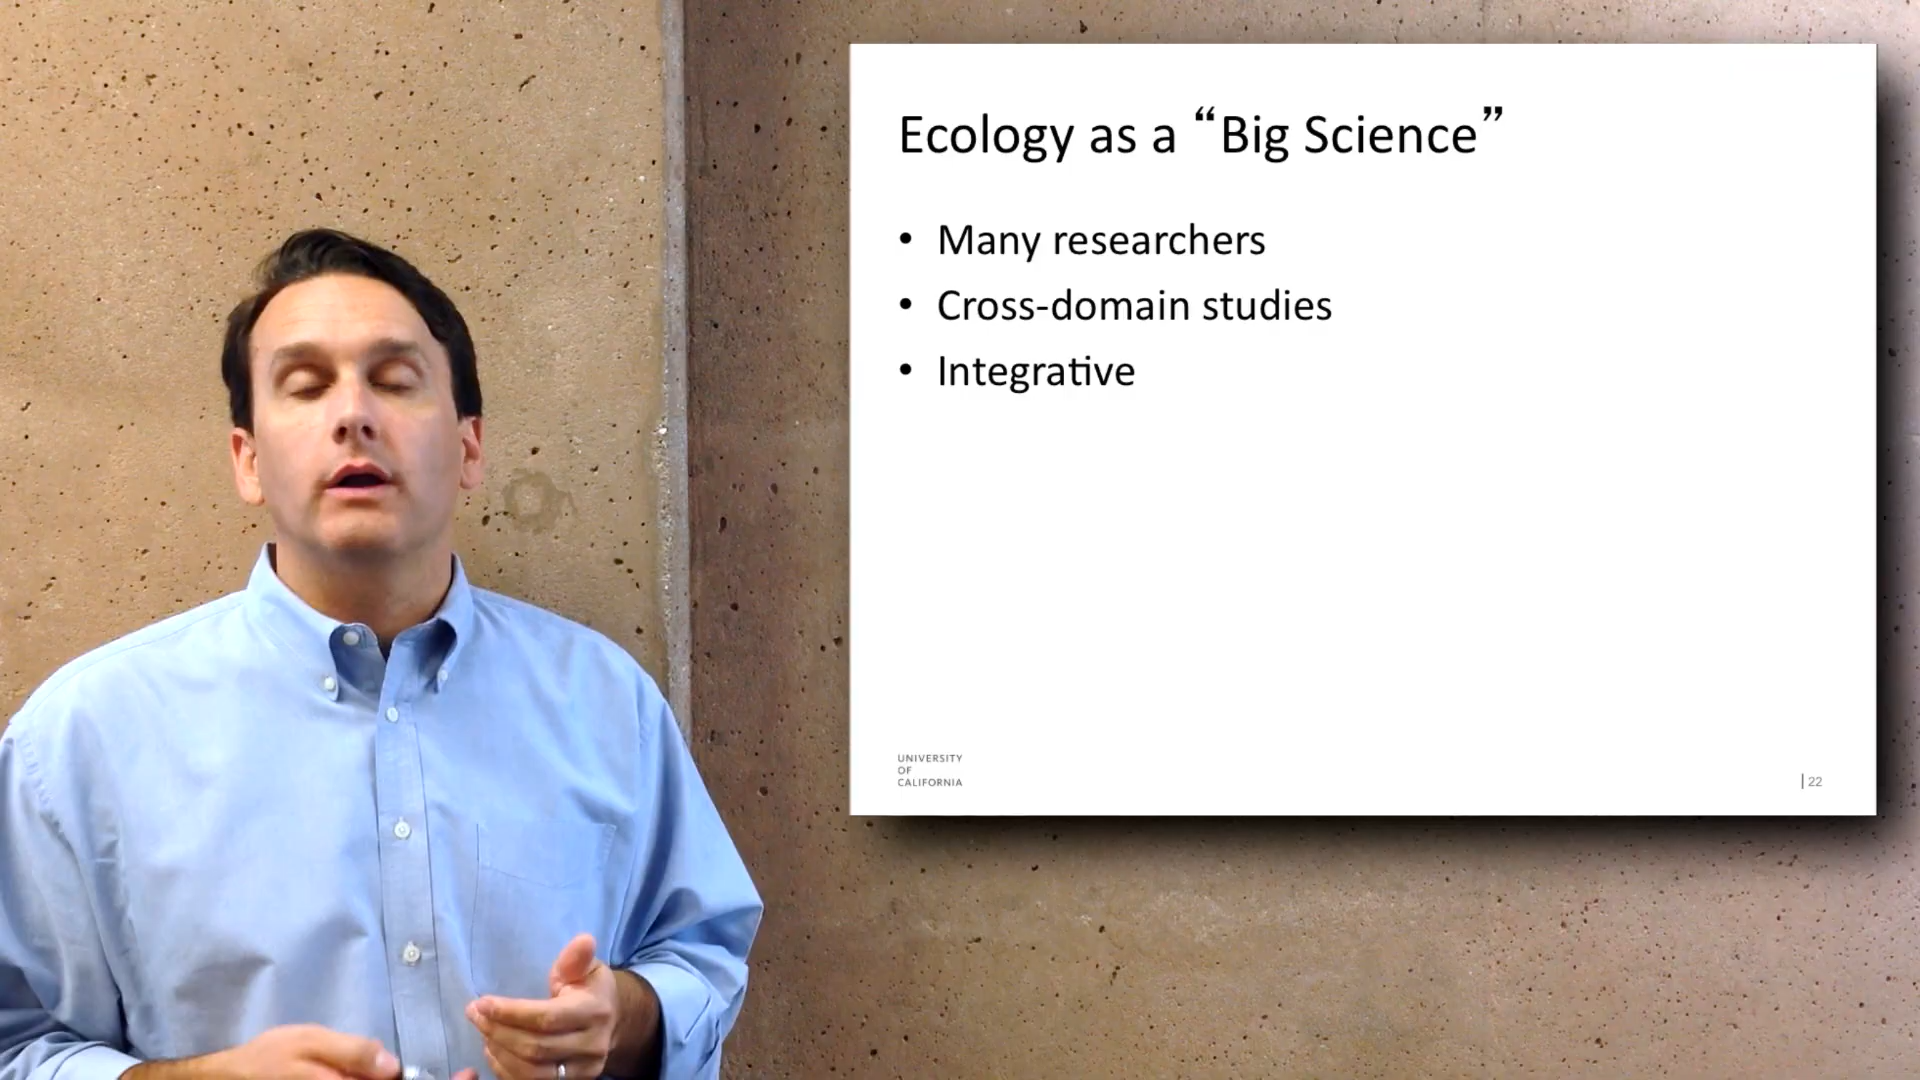 Ecology as a “Big Science”
• Many researchers
• Cross-domain studies
• Integrative
UNIVERSITY
OF
CALIFORNIA
| 22